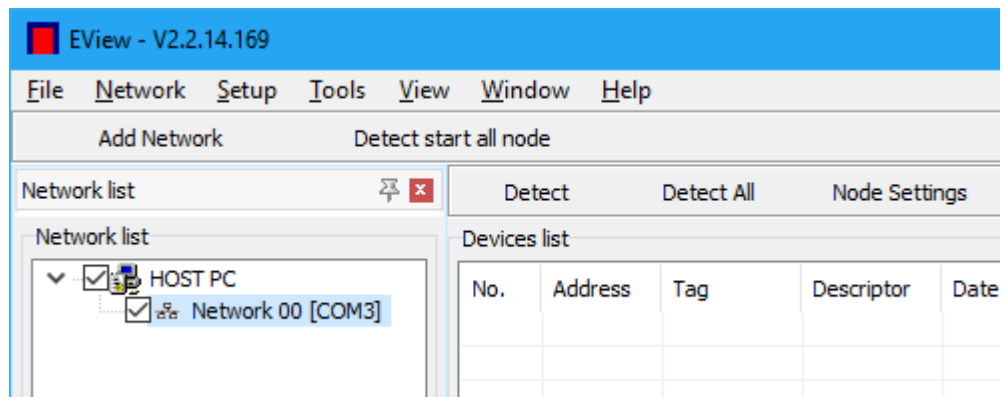 EView - V2.2.14.169
File Network Setup Tools View Window Help
Add Network Detect start all node
Network list
Detect Detect All Node Settings
Network list
HOST PC
Network 00 [COM3]
Devices list
No. Address Tag Descriptor Date